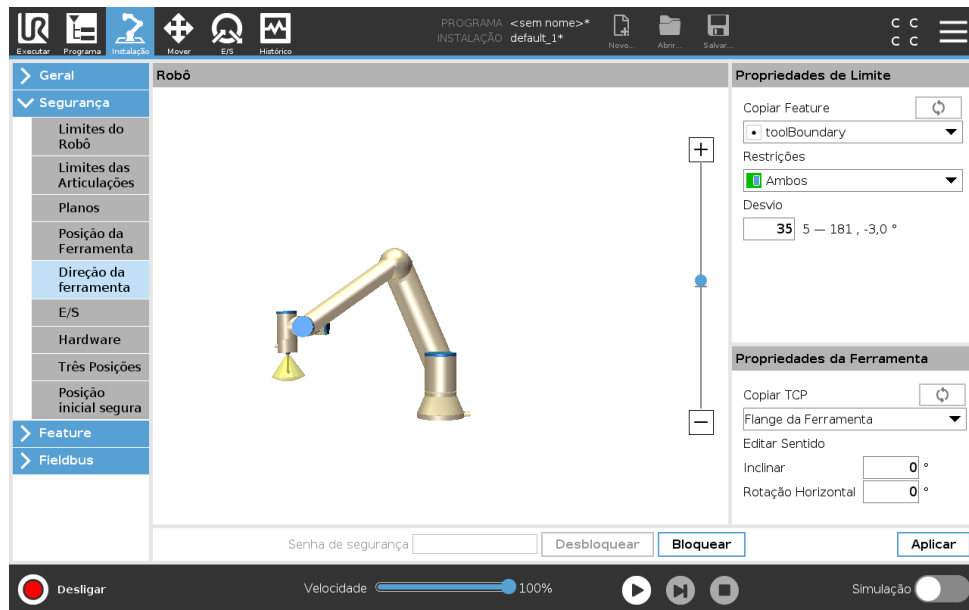 Executar Programa Instalação Mover E/S Histórico
PROGRAMA <sem nome>*
INSTALAÇÃO default_1*
Novo... Abrir... Salvar...
C C
C C
Geral
Segurança
Limites do
Robô
Limites das
Articulações
Planos
Posição da
Ferramenta
Direção da
ferramenta
E/S
Hardware
Três Posições
Posição
inicial segura
Feature
Fieldbus
Robô
+
−
Propriedades de Limite
Copiar Feature
toolBoundary
Restrições
Ambos
Desvio
35 5 — 181 , -3,0 °
Propriedades da Ferramenta
Copiar TCP
Flange da Ferramenta
Editar Sentido
Inclinar 0 °
Rotação Horizontal 0 °
Senha de segurança Desbloquear Bloquear Aplicar
Desligar Velocidade 100% Simulação